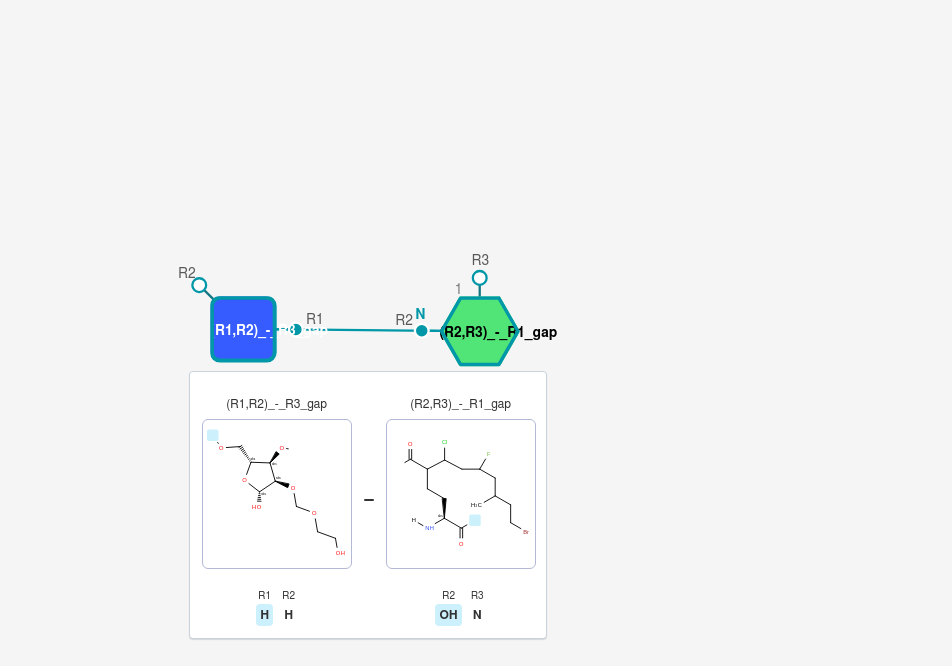 R3
R2
1
N
R1
R2
R1,R2)_-_R3_gap
(R2,R3)_-_R1_gap
(R1,R2)_-_R3_gap
(R2,R3)_-_R1_gap
O
O
O
O
HO
O
OH
O
Cl
F
H₃C
H
NH
O
Br
–
R1 R2
R2 R3
H H
OH N